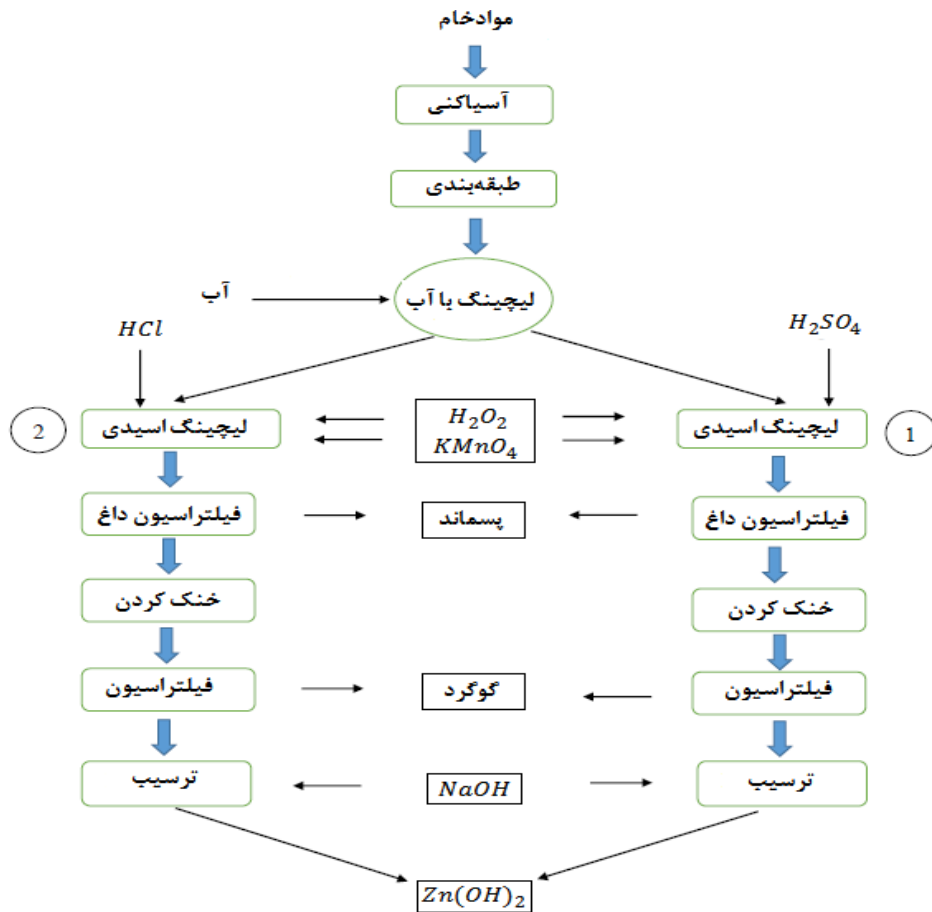 موادخام
آسیاکنی
طبقه‌بندی
لیچینگ با آب
آب
HCl
H₂SO₄
2
لیچینگ اسیدی
H₂O₂
KMnO₄
لیچینگ اسیدی
1
فیلتراسیون داغ
پسماند
فیلتراسیون داغ
خنک کردن
خنک کردن
فیلتراسیون
گوگرد
فیلتراسیون
ترسیب
NaOH
ترسیب
Zn(OH)₂